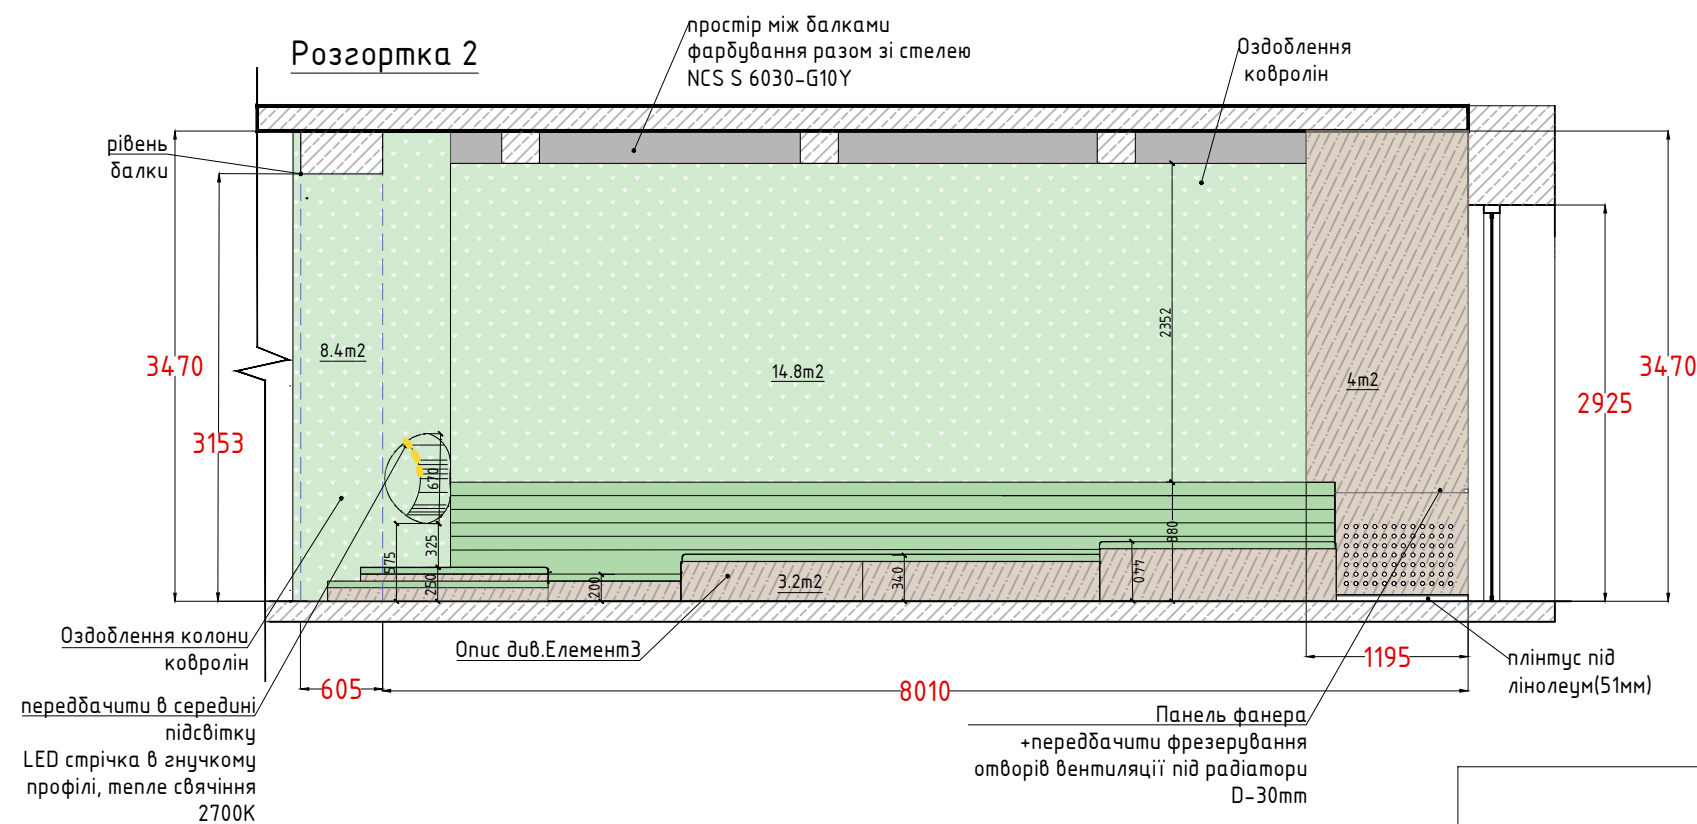 Розгортка 2
простір між балками
фарбування разом зі стелею
NCS S 6030-G10Y
Оздоблення
ковролін
рівень
балки
3470
3153
8.4m2
14.8m2
2352
4m2
3470
2925
670
575
325
250
200
3.2m2
340
440
880
Оздоблення колони
ковролін
Опис див.Елемент3
605
8010
1195
плінтус під
лінолеум(51мм)
передбачити в середині
підсвітку
LED стрічка в гнучкому
профілі, тепле свячіння
2700K
Панель фанера
+передбачити фрезерування
отворів вентиляції під радіатори
D-30mm